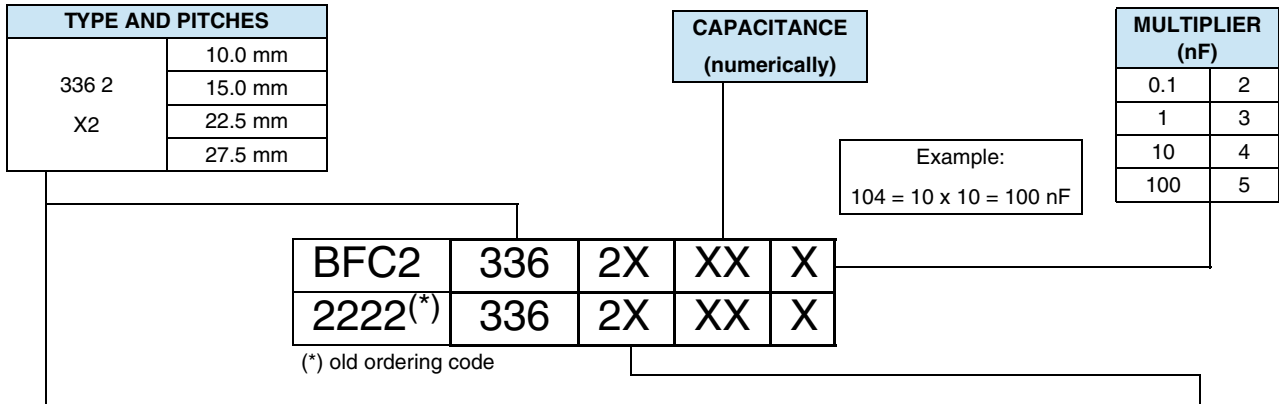 TYPE AND PITCHES
336 2
X2
10.0 mm
15.0 mm
22.5 mm
27.5 mm
CAPACITANCE
(numerically)
MULTIPLIER
(nF)
0.1 2
1 3
10 4
100 5
Example:
104 = 10 x 10 = 100 nF
BFC2 336 2X XX X
2222(*) 336 2X XX X
(*) old ordering code